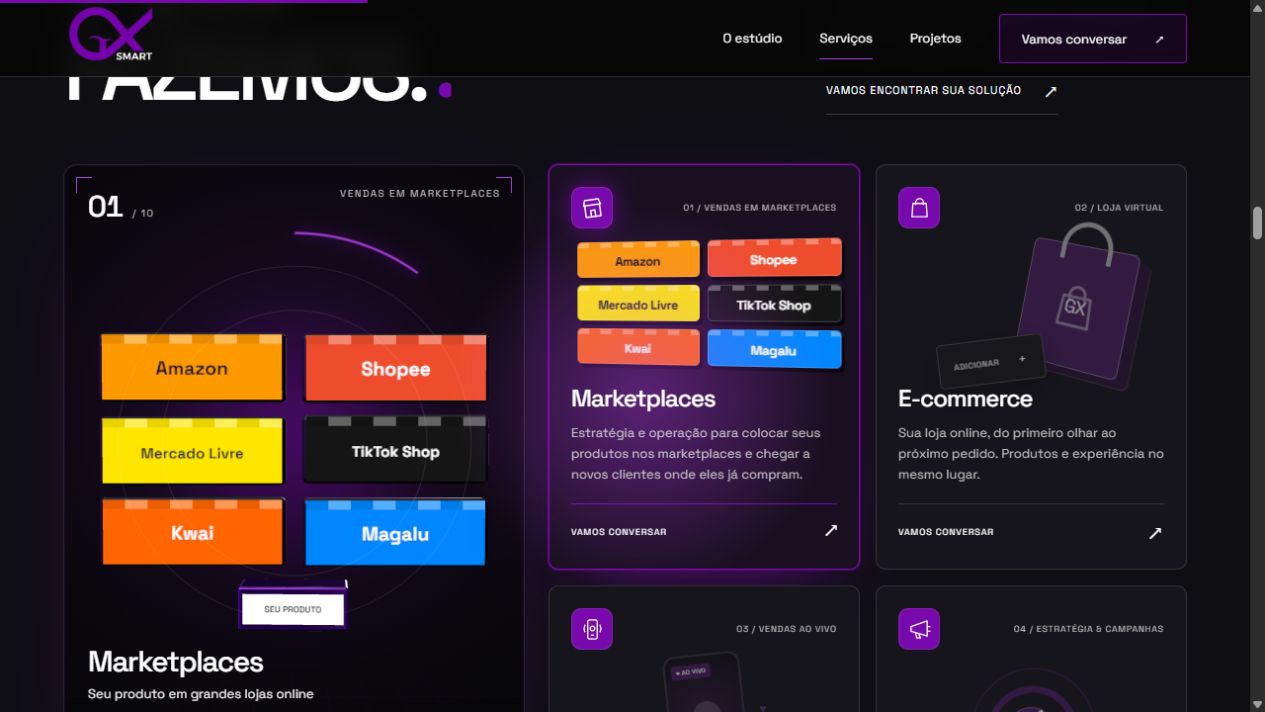 GX
SMART
O estúdio
Serviços
Projetos
Vamos conversar ↗
FAZEMOS.
VAMOS ENCONTRAR SUA SOLUÇÃO ↗
01 / 10
VENDAS EM MARKETPLACES
Amazon
Shopee
Mercado Livre
TikTok Shop
Kwai
Magalu
SEU PRODUTO
Marketplaces
Seu produto em grandes lojas online
01 / VENDAS EM MARKETPLACES
Amazon
Shopee
Mercado Livre
TikTok Shop
Kwai
Magalu
Marketplaces
Estratégia e operação para colocar seus
produtos nos marketplaces e chegar a
novos clientes onde eles já compram.
VAMOS CONVERSAR ↗
02 / LOJA VIRTUAL
GX
ADICIONAR +
E-commerce
Sua loja online, do primeiro olhar ao
próximo pedido. Produtos e experiência no
mesmo lugar.
VAMOS CONVERSAR ↗
03 / VENDAS AO VIVO
AO VIVO
04 / ESTRATÉGIA & CAMPANHAS